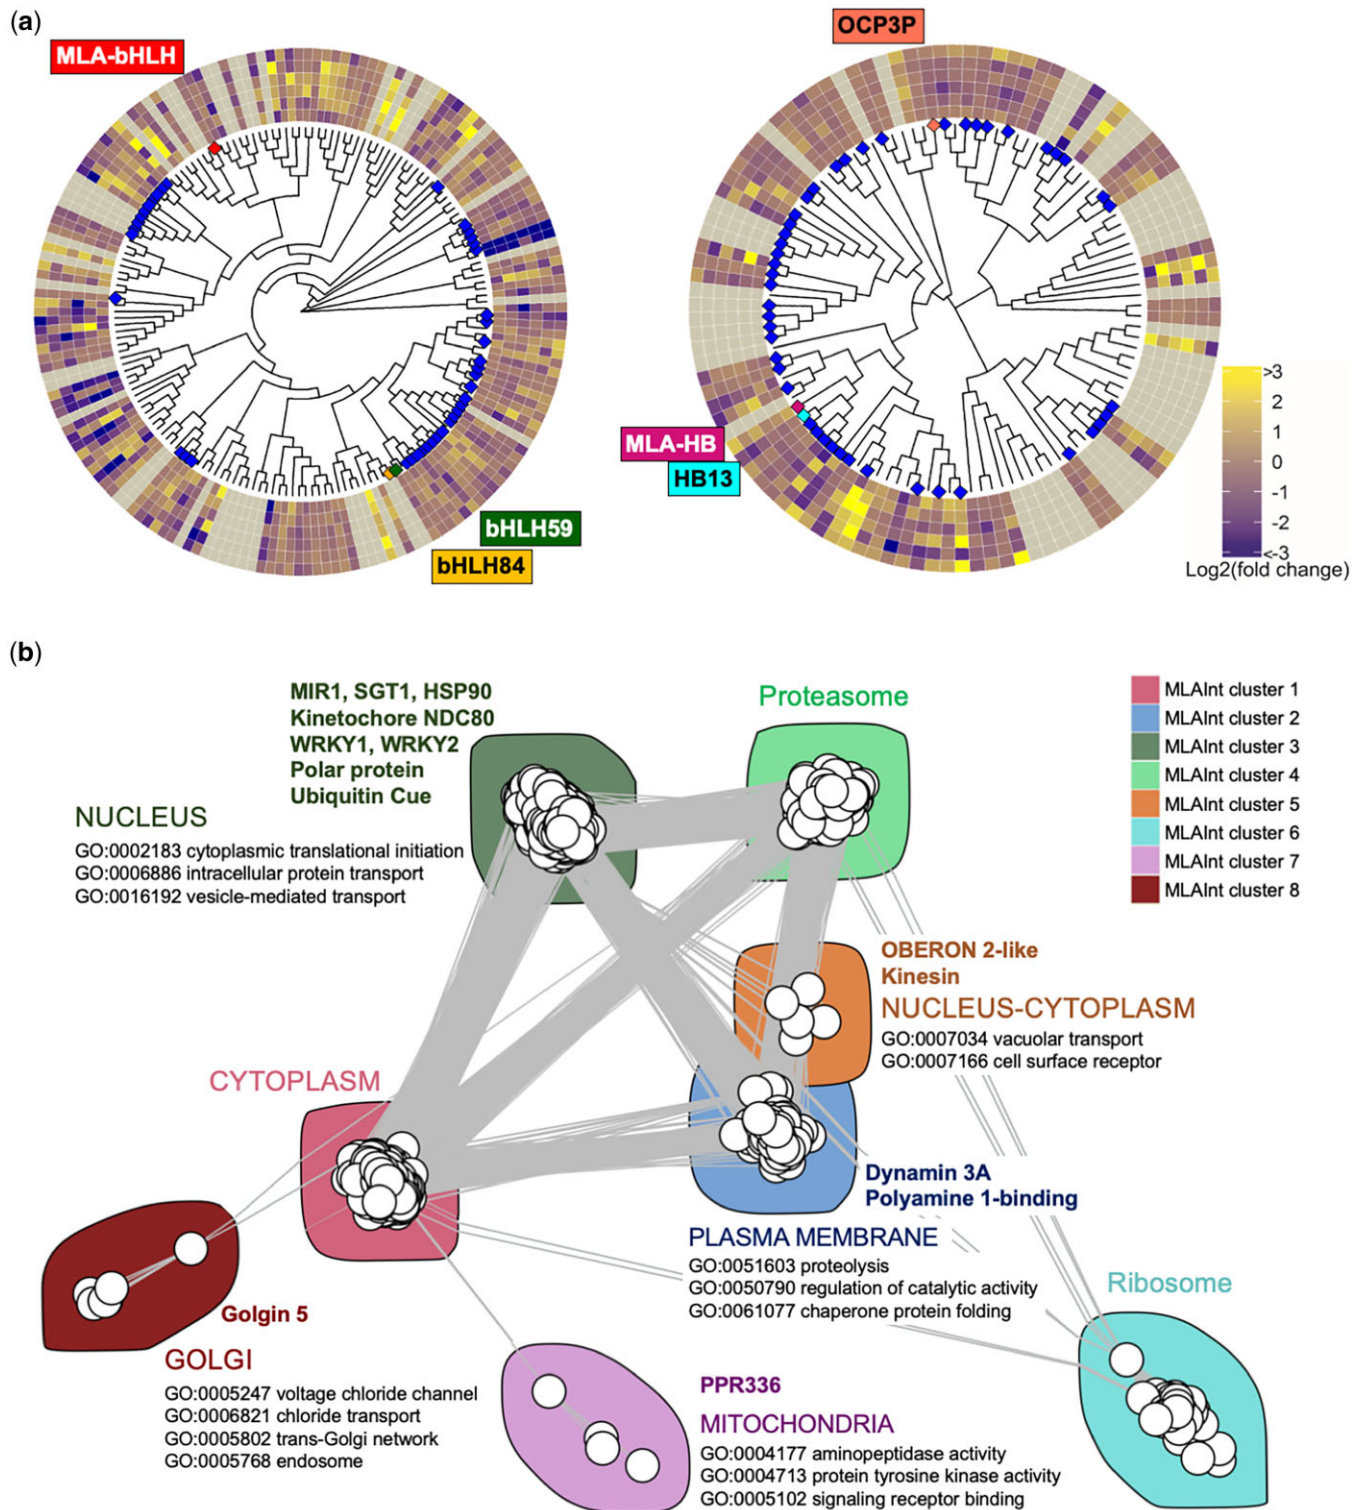 (a)
MLA-bHLH
OCP3P
MLA-HB
HB13
bHLH59
bHLH84
>3
2
1
0
-1
-2
<-3
Log2(fold change)
(b)
MIR1, SGT1, HSP90
Kinetochore NDC80
WRKY1, WRKY2
Polar protein
Ubiquitin Cue
NUCLEUS
GO:0002183 cytoplasmic translational initiation
GO:0006886 intracellular protein transport
GO:0016192 vesicle-mediated transport
Proteasome
MLAInt cluster 1
MLAInt cluster 2
MLAInt cluster 3
MLAInt cluster 4
MLAInt cluster 5
MLAInt cluster 6
MLAInt cluster 7
MLAInt cluster 8
OBERON 2-like
Kinesin
NUCLEUS-CYTOPLASM
GO:0007034 vacuolar transport
GO:0007166 cell surface receptor
CYTOPLASM
Dynamin 3A
Polyamine 1-binding
PLASMA MEMBRANE
GO:0051603 proteolysis
GO:0050790 regulation of catalytic activity
GO:0061077 chaperone protein folding
Ribosome
Golgin 5
GOLGI
GO:0005247 voltage chloride channel
GO:0006821 chloride transport
GO:0005802 trans-Golgi network
GO:0005768 endosome
PPR336
MITOCHONDRIA
GO:0004177 aminopeptidase activity
GO:0004713 protein tyrosine kinase activity
GO:0005102 signaling receptor binding